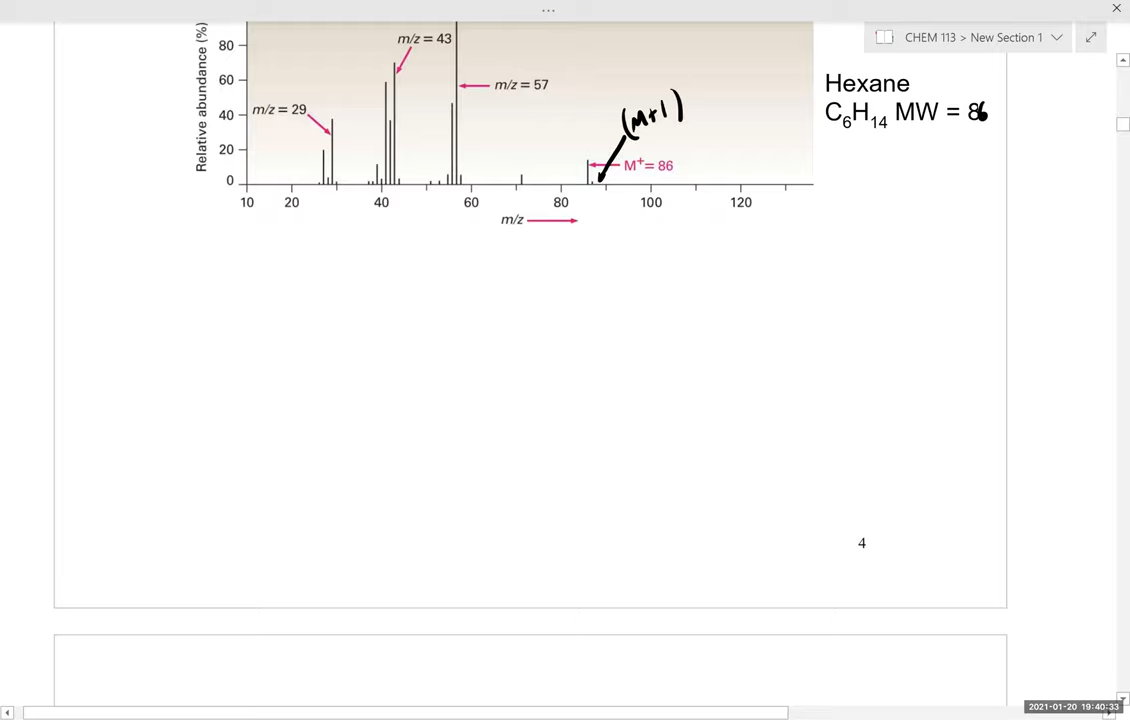 CHEM 113 > New Section 1
Relative abundance (%)
80
60
40
20
0
m/z = 43
m/z = 57
m/z = 29
(M+1)
M+= 86
10 20 40 60 80 100 120
m/z
Hexane
C6H14 MW = 86
4
2021-01-20 19:40:33